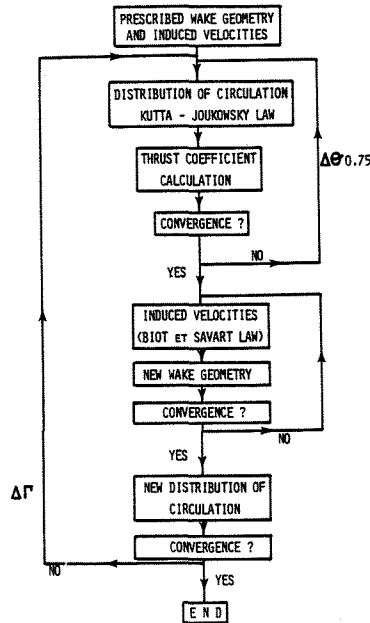 PRESCRIBED WAKE GEOMETRY
AND INDUCED VELOCITIES
DISTRIBUTION OF CIRCULATION
KUTTA - JOUKOWSKY LAW
ΔΘ0.75
THRUST COEFFICIENT
CALCULATION
CONVERGENCE ?
NO
YES
INDUCED VELOCITIES
(BIOT ET SAVART LAW)
NEW WAKE GEOMETRY
CONVERGENCE ?
NO
YES
NEW DISTRIBUTION OF
CIRCULATION
ΔΓ
CONVERGENCE ?
NO
YES
E N D